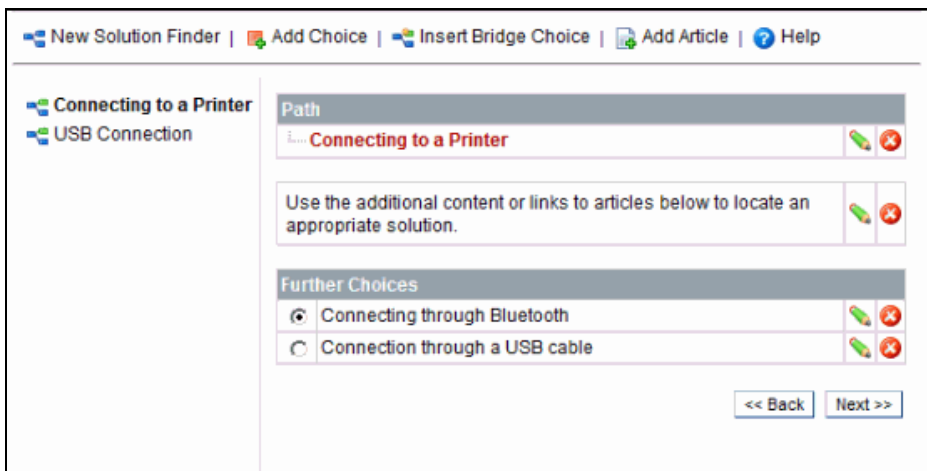 New Solution Finder | Add Choice | Insert Bridge Choice | Add Article | Help
Connecting to a Printer
USB Connection
Path
Connecting to a Printer
Use the additional content or links to articles below to locate an
appropriate solution.
Further Choices
Connecting through Bluetooth
Connection through a USB cable
<< Back Next >>